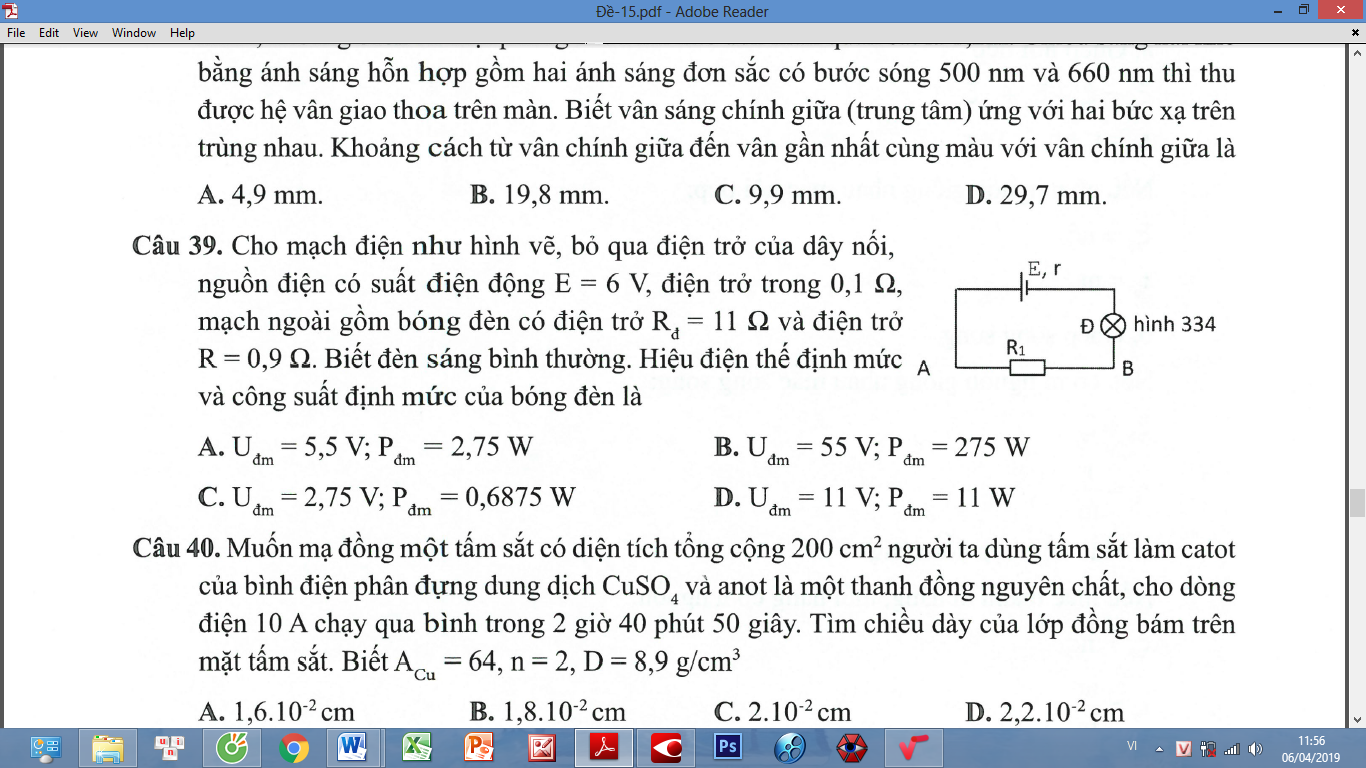 Đề-15.pdf - Adobe Reader
File Edit View Window Help
bằng ánh sáng hỗn hợp gồm hai ánh sáng đơn sắc có bước sóng 500 nm và 660 nm thì thu
được hệ vân giao thoa trên màn. Biết vân sáng chính giữa (trung tâm) ứng với hai bức xạ trên
trùng nhau. Khoảng cách từ vân chính giữa đến vân gần nhất cùng màu với vân chính giữa là
A. 4,9 mm. B. 19,8 mm. C. 9,9 mm. D. 29,7 mm.
Câu 39. Cho mạch điện như hình vẽ, bỏ qua điện trở của dây nối,
nguồn điện có suất điện động E = 6 V, điện trở trong 0,1 Ω,
mạch ngoài gồm bóng đèn có điện trở Rđ = 11 Ω và điện trở
R = 0,9 Ω. Biết đèn sáng bình thường. Hiệu điện thế định mức
và công suất định mức của bóng đèn là
E, r
Đ hình 334
R1
A B
A. Uđm = 5,5 V; Pđm = 2,75 W B. Uđm = 55 V; Pđm = 275 W
C. Uđm = 2,75 V; Pđm = 0,6875 W D. Uđm = 11 V; Pđm = 11 W
Câu 40. Muốn mạ đồng một tấm sắt có diện tích tổng cộng 200 cm² người ta dùng tấm sắt làm catot
của bình điện phân đựng dung dịch CuSO₄ và anot là một thanh đồng nguyên chất, cho dòng
điện 10 A chạy qua bình trong 2 giờ 40 phút 50 giây. Tìm chiều dày của lớp đồng bám trên
mặt tấm sắt. Biết ACu = 64, n = 2, D = 8,9 g/cm³
A. 1,6.10⁻² cm B. 1,8.10⁻² cm C. 2.10⁻² cm D. 2,2.10⁻² cm
VI 11:56
06/04/2019